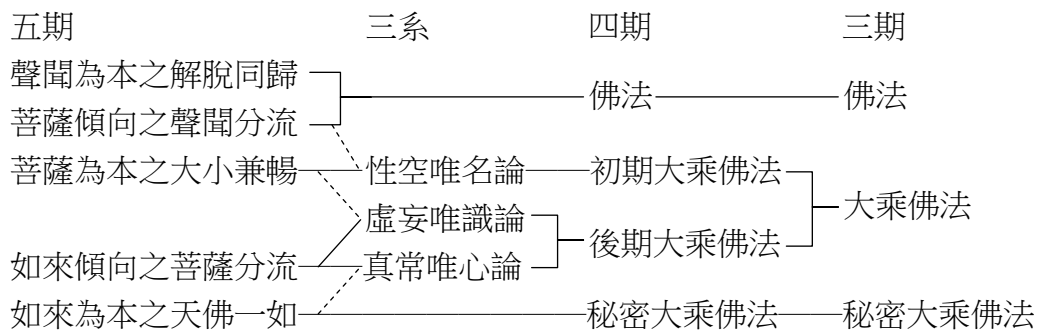 五期 三系 四期 三期
聲聞為本之解脫同歸
佛法 佛法
菩薩傾向之聲聞分流
菩薩為本之大小兼暢 性空唯名論 初期大乘佛法
大乘佛法
虛妄唯識論
後期大乘佛法
如來傾向之菩薩分流 真常唯心論
如來為本之天佛一如 秘密大乘佛法 秘密大乘佛法